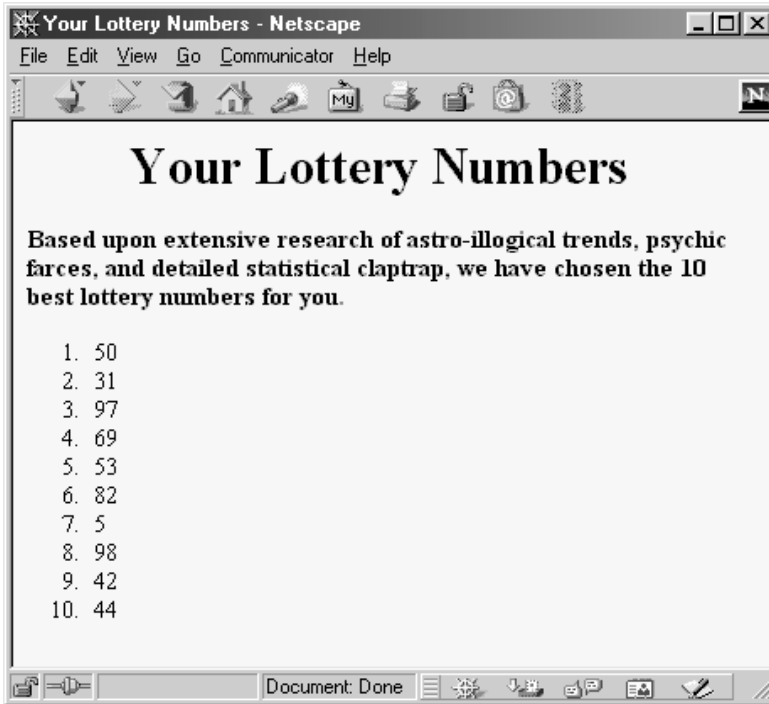 Your Lottery Numbers - Netscape
File Edit View Go Communicator Help
My
N
Your Lottery Numbers
Based upon extensive research of astro-illogical trends, psychic
farces, and detailed statistical claptrap, we have chosen the 10
best lottery numbers for you.
1. 50
2. 31
3. 97
4. 69
5. 53
6. 82
7. 5
8. 98
9. 42
10. 44
Document: Done